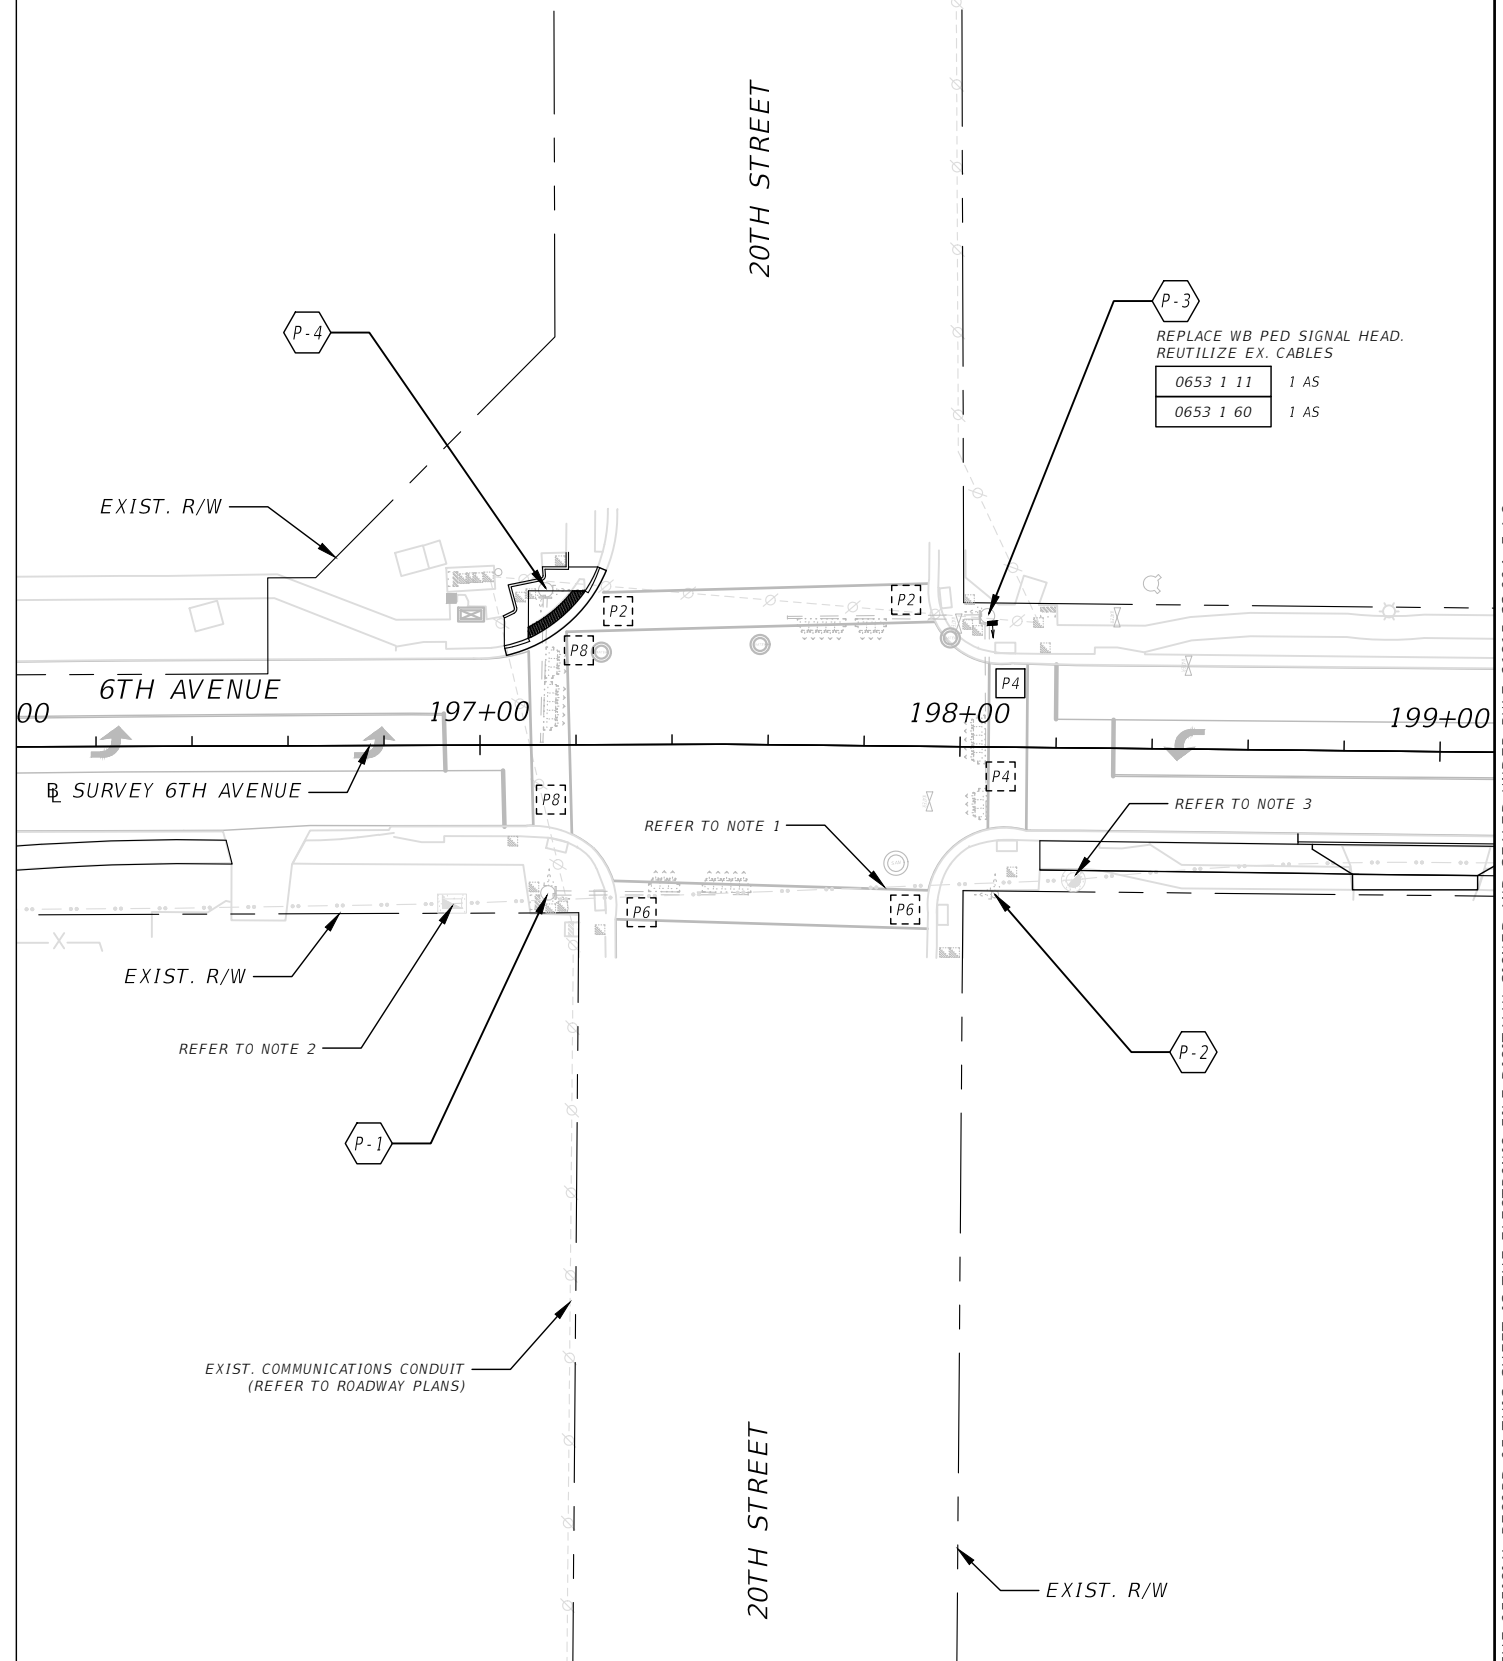 20TH STREET
P-3
P-4
REPLACE WB PED SIGNAL HEAD.
REUTILIZE EX. CABLES
0653 1 11 1 AS
0653 1 60 1 AS
EXIST. R/W
P2
P2
P8
P4
6TH AVENUE
00
197+00
198+00
199+00
P4
℄ SURVEY 6TH AVENUE
P8
REFER TO NOTE 3
REFER TO NOTE 1
P6
P6
EXIST. R/W
REFER TO NOTE 2
P-2
P-1
EXIST. COMMUNICATIONS CONDUIT
(REFER TO ROADWAY PLANS)
20TH STREET
EXIST. R/W